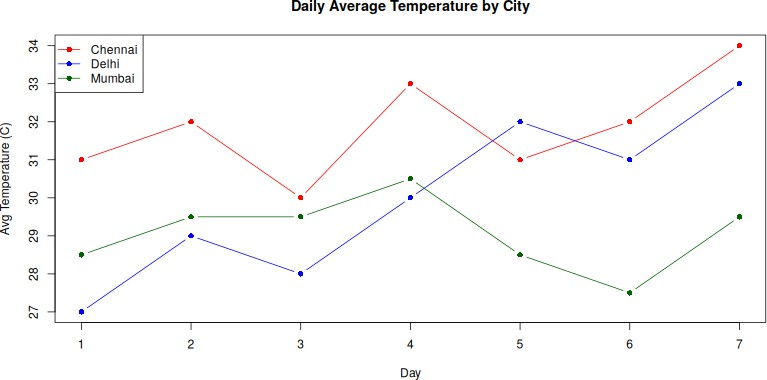 Daily Average Temperature by City
Chennai
Delhi
Mumbai
Avg Temperature (C)
34
33
32
31
30
29
28
27
1 2 3 4 5 6 7
Day